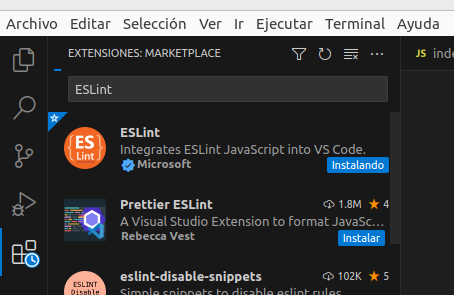 Archivo Editar Selección Ver Ir Ejecutar Terminal Ayuda
EXTENSIONES: MARKETPLACE
JS inde
ESLint
ES
Lint
ESLint
Integrates ESLint JavaScript into VS Code.
Microsoft Instalando
Prettier ESLint 1.8M 4
A Visual Studio Extension to format JavaSc...
Rebecca Vest Instalar
ESLINT
Disable
eslint-disable-snippets 102K 5
Simple snippets to disable eslint rules